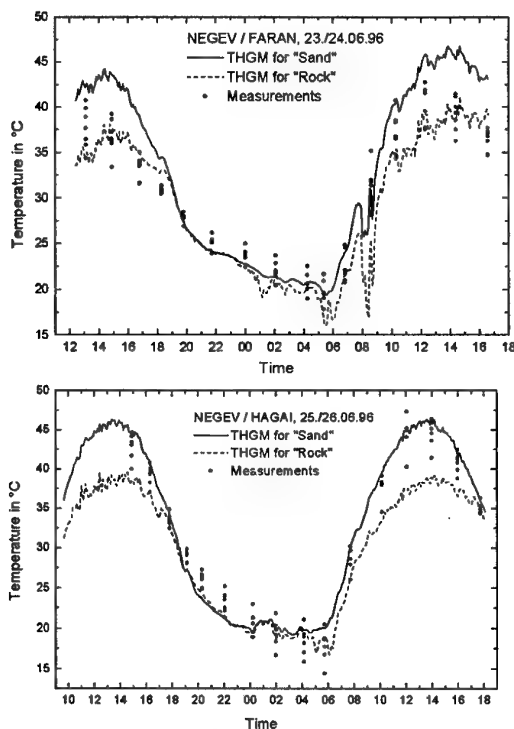 NEGEV / FARAN, 23./24.06.96
THGM for "Sand"
THGM for "Rock"
Measurements
Temperature in °C
50
45
40
35
30
25
20
15
12 14 16 18 20 22 00 02 04 06 08 10 12 14 16 18
Time
NEGEV / HAGAI, 25./26.06.96
THGM for "Sand"
THGM for "Rock"
Measurements
Temperature in °C
50
45
40
35
30
25
20
15
10 12 14 16 18 20 22 00 02 04 06 08 10 12 14 16 18
Time